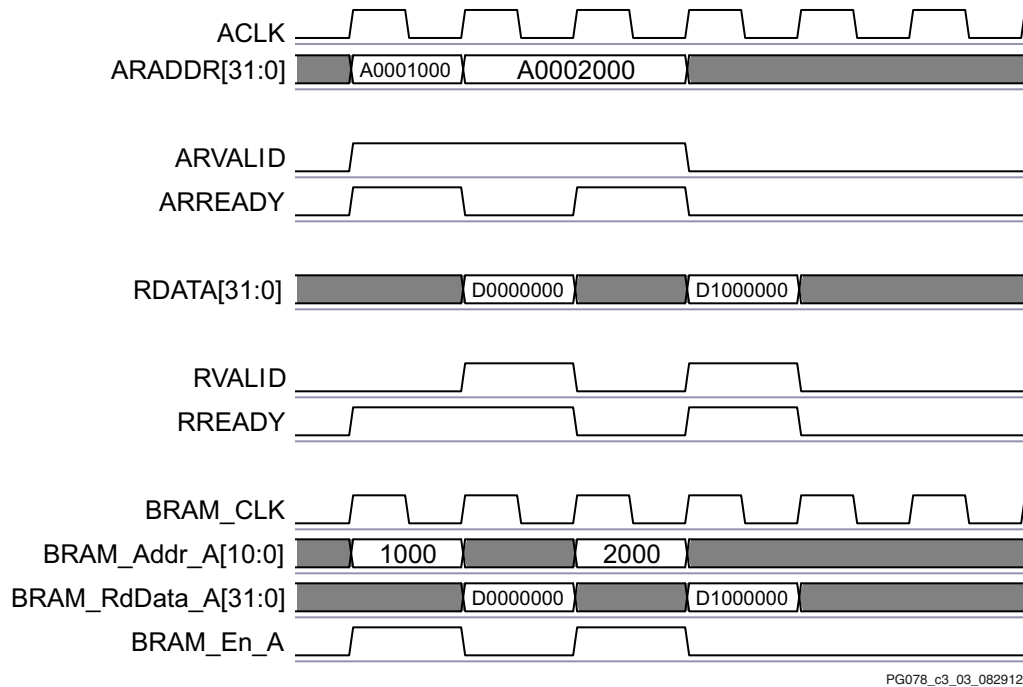 ACLK
ARADDR[31:0] A0001000 A0002000
ARVALID
ARREADY
RDATA[31:0] D0000000 D1000000
RVALID
RREADY
BRAM_CLK
BRAM_Addr_A[10:0] 1000 2000
BRAM_RdData_A[31:0] D0000000 D1000000
BRAM_En_A
PG078_c3_03_082912